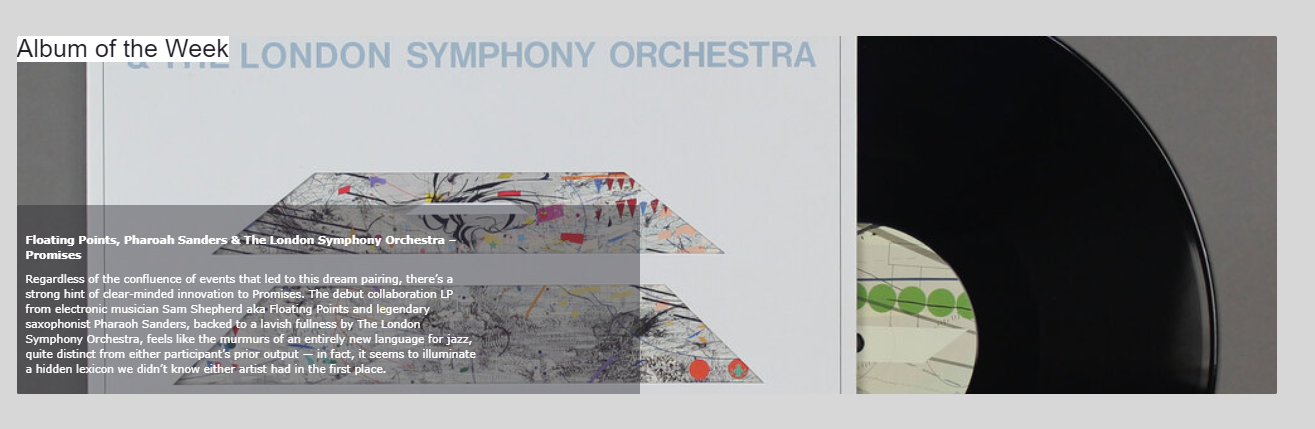 Album of the Week
& THE LONDON SYMPHONY ORCHESTRA
Floating Points, Pharoah Sanders & The London Symphony Orchestra –
Promises
Regardless of the confluence of events that led to this dream pairing, there’s a
strong hint of clear-minded innovation to Promises. The debut collaboration LP
from electronic musician Sam Shepherd aka Floating Points and legendary
saxophonist Pharaoh Sanders, backed to a lavish fullness by The London
Symphony Orchestra, feels like the murmurs of an entirely new language for jazz,
quite distinct from either participant’s prior output — in fact, it seems to illuminate
a hidden lexicon we didn’t know either artist had in the first place.